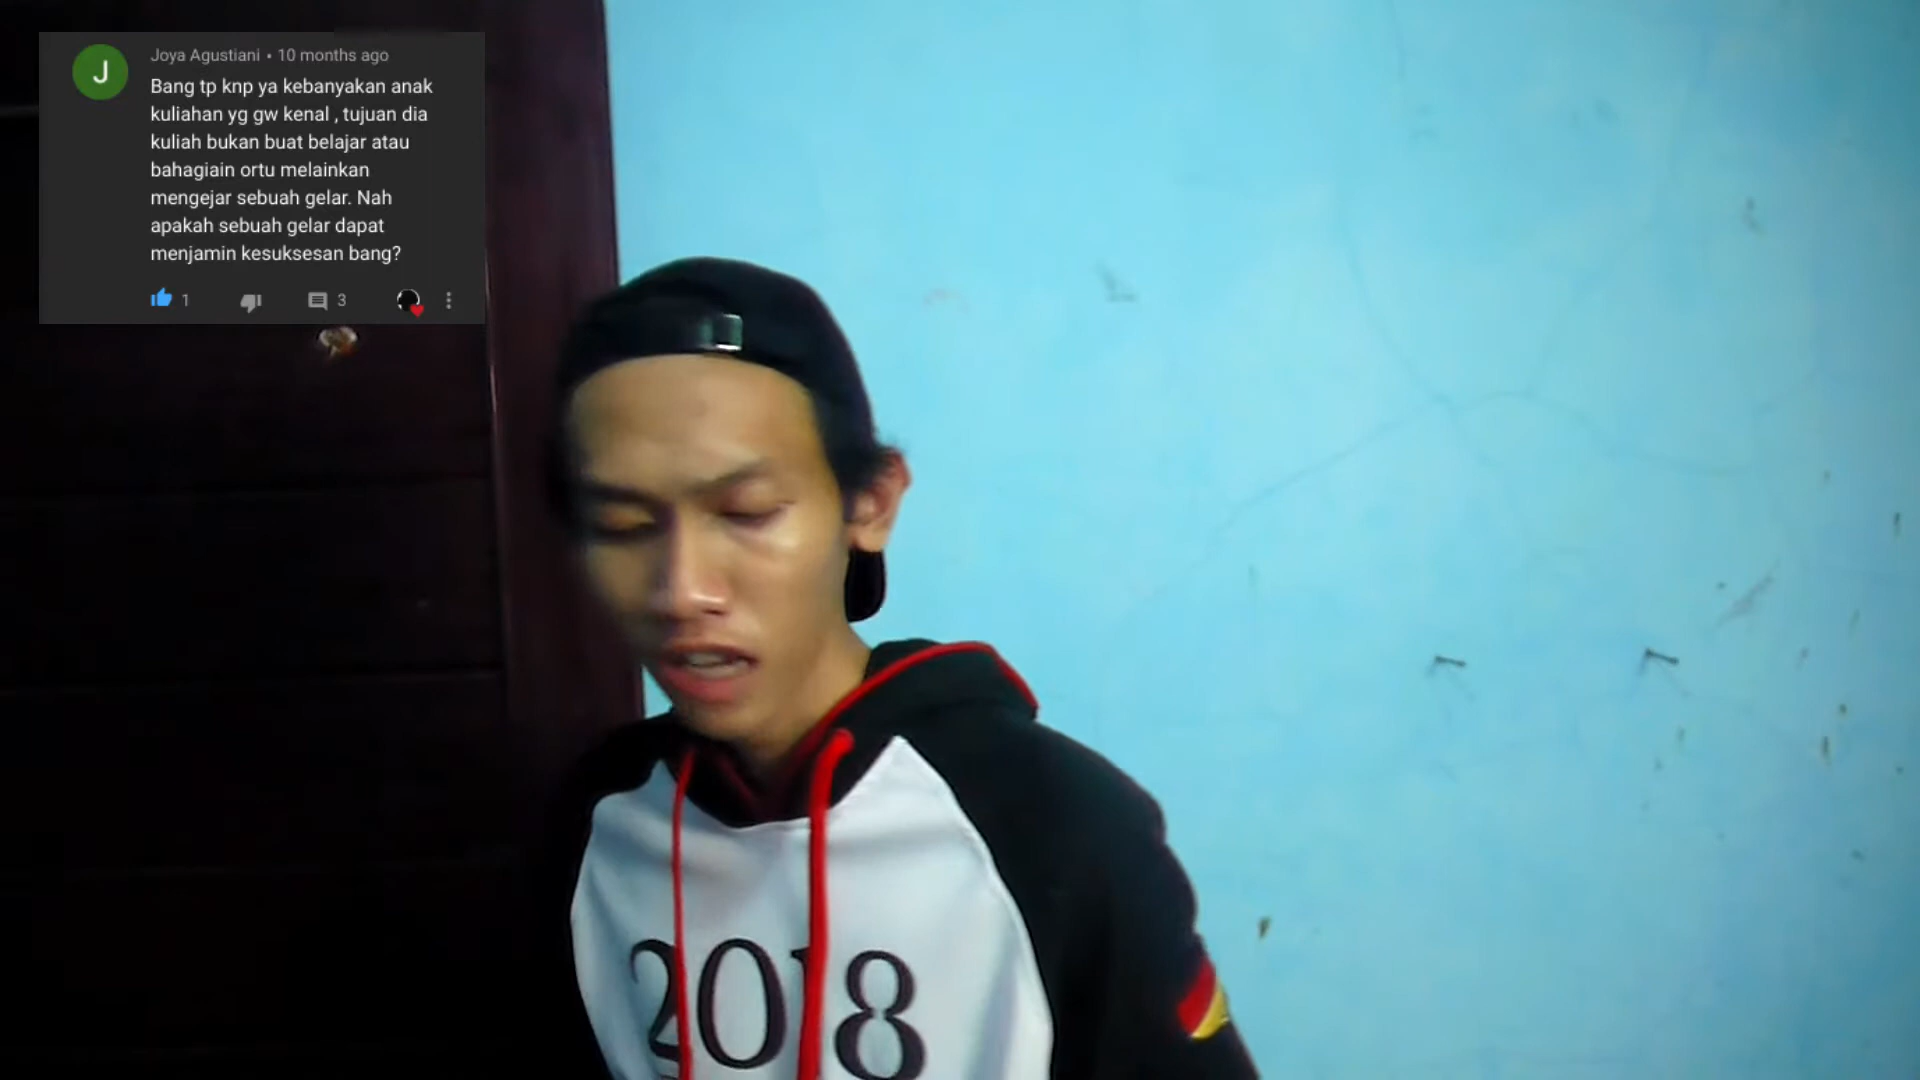 J
Joya Agustiani • 10 months ago
Bang tp knp ya kebanyakan anak
kuliahan yg gw kenal , tujuan dia
kuliah bukan buat belajar atau
bahagiain ortu melainkan
mengejar sebuah gelar. Nah
apakah sebuah gelar dapat
menjamin kesuksesan bang?
1
3
2018